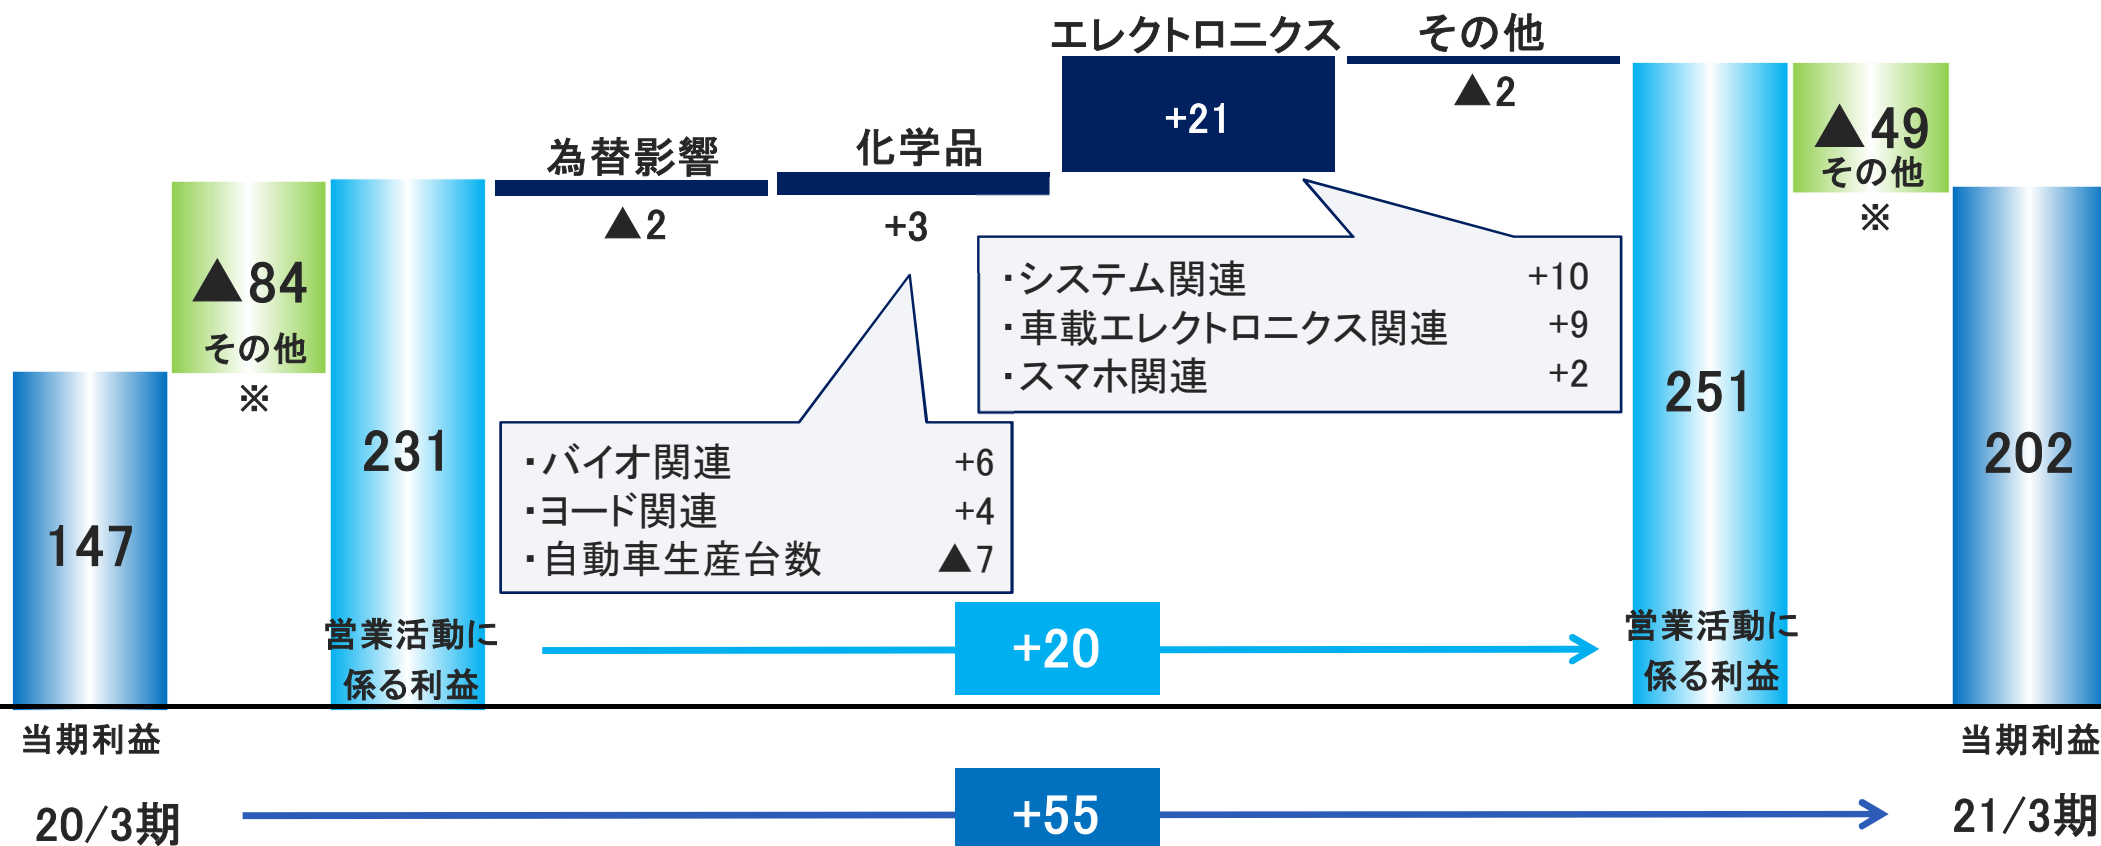 エレクトロニクス
その他
+21
▲2
為替影響
▲2
化学品
+3
▲84
その他
※
▲49
その他
※
・システム関連 +10
・車載エレクトロニクス関連 +9
・スマホ関連 +2
・バイオ関連 +6
・ヨード関連 +4
・自動車生産台数 ▲7
147
231
251
202
営業活動に
係る利益
+20
営業活動に
係る利益
当期利益
当期利益
20/3期
+55
21/3期